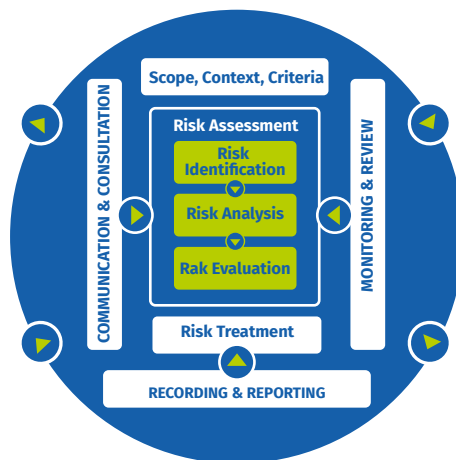 Scope, Context, Criteria
COMMUNICATION & CONSULTATION
Risk Assessment
Risk
Identification
Risk Analysis
Rak Evaluation
MONITORING & REVIEW
Risk Treatment
RECORDING & REPORTING